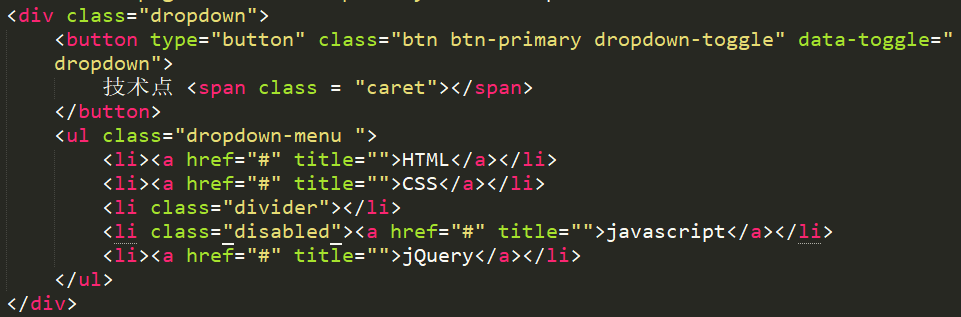 <div class="dropdown">
    <button type="button" class="btn btn-primary dropdown-toggle" data-toggle="
    dropdown">
        技术点 <span class = "caret"></span>
    </button>
    <ul class="dropdown-menu ">
        <li><a href="#" title="">HTML</a></li>
        <li><a href="#" title="">CSS</a></li>
        <li class="divider"></li>
        <li class="disabled"><a href="#" title="">javascript</a></li>
        <li><a href="#" title="">jQuery</a></li>
    </ul>
</div>